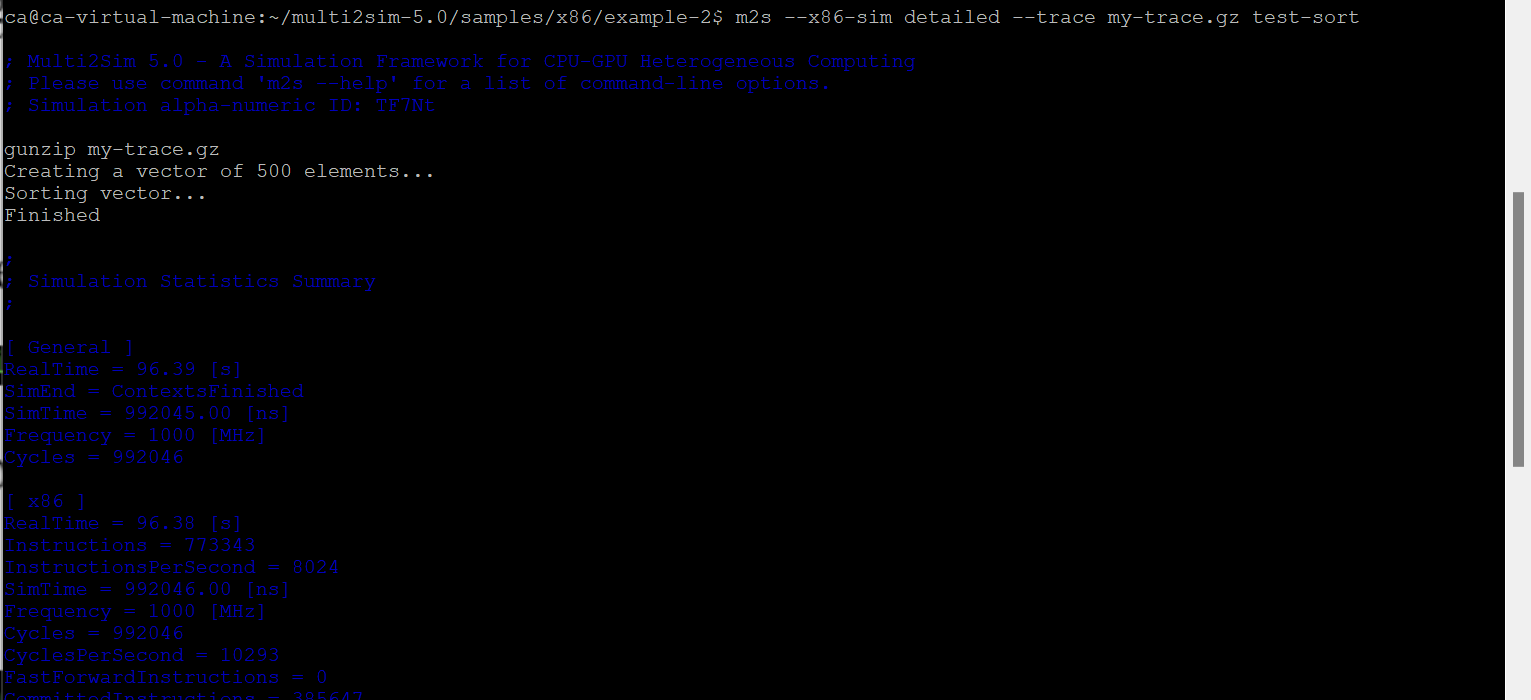 ca@ca-virtual-machine:~/multi2sim-5.0/samples/x86/example-2$ m2s --x86-sim detailed --trace my-trace.gz test-sort
; Multi2Sim 5.0 - A Simulation Framework for CPU-GPU Heterogeneous Computing
; Please use command 'm2s --help' for a list of command-line options.
; Simulation alpha-numeric ID: TF7Nt
gunzip my-trace.gz
Creating a vector of 500 elements...
Sorting vector...
Finished
;
; Simulation Statistics Summary
;
[ General ]
RealTime = 96.39 [s]
SimEnd = ContextsFinished
SimTime = 992045.00 [ns]
Frequency = 1000 [MHz]
Cycles = 992046
[ x86 ]
RealTime = 96.38 [s]
Instructions = 773343
InstructionsPerSecond = 8024
SimTime = 992046.00 [ns]
Frequency = 1000 [MHz]
Cycles = 992046
CyclesPerSecond = 10293
FastForwardInstructions = 0
CommittedInstructions = 385647